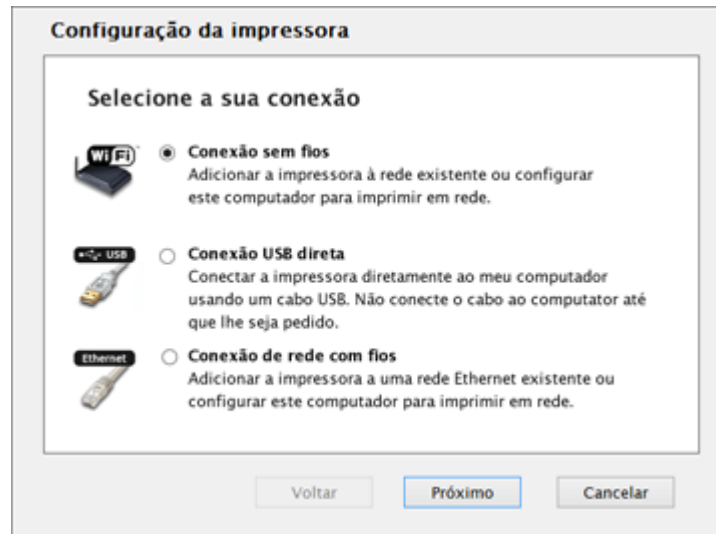 Configuração da impressora
Selecione a sua conexão
WiFi
Conexão sem fios
Adicionar a impressora à rede existente ou configurar
este computador para imprimir em rede.
USB
Conexão USB direta
Conectar a impressora diretamente ao meu computador
usando um cabo USB. Não conecte o cabo ao computator até
que lhe seja pedido.
Ethernet
Conexão de rede com fios
Adicionar a impressora a uma rede Ethernet existente ou
configurar este computador para imprimir em rede.
Voltar
Próximo
Cancelar